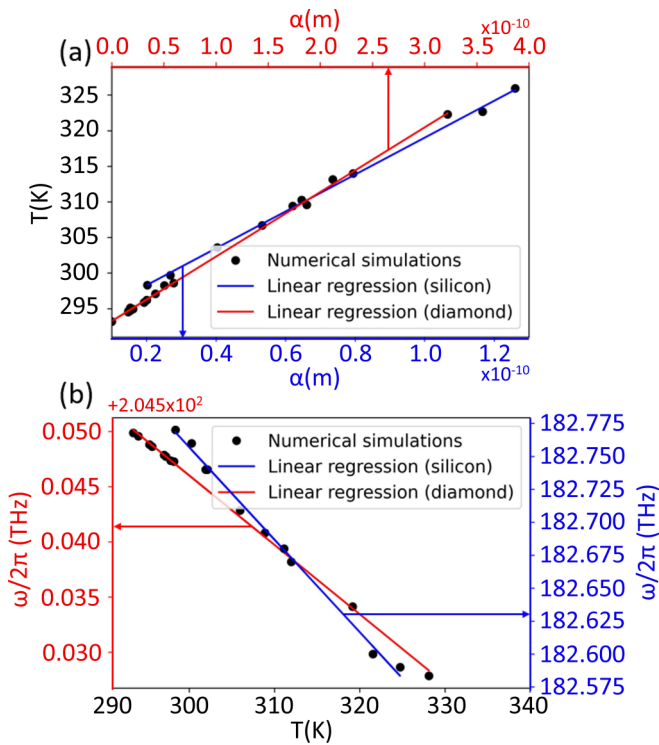 α(m)
x10⁻¹⁰
0.0 0.5 1.0 1.5 2.0 2.5 3.0 3.5 4.0
(a)
325
320
315
310
305
300
295
T(K)
Numerical simulations
Linear regression (silicon)
Linear regression (diamond)
0.2 0.4 0.6 0.8 1.0 1.2
α(m)
x10⁻¹⁰
(b)
+2.045x10²
0.050
0.045
0.040
0.035
0.030
ω/2π (THz)
Numerical simulations
Linear regression (silicon)
Linear regression (diamond)
182.775
182.750
182.725
182.700
182.675
182.650
182.625
182.600
182.575
ω/2π (THz)
290 300 310 320 330 340
T(K)